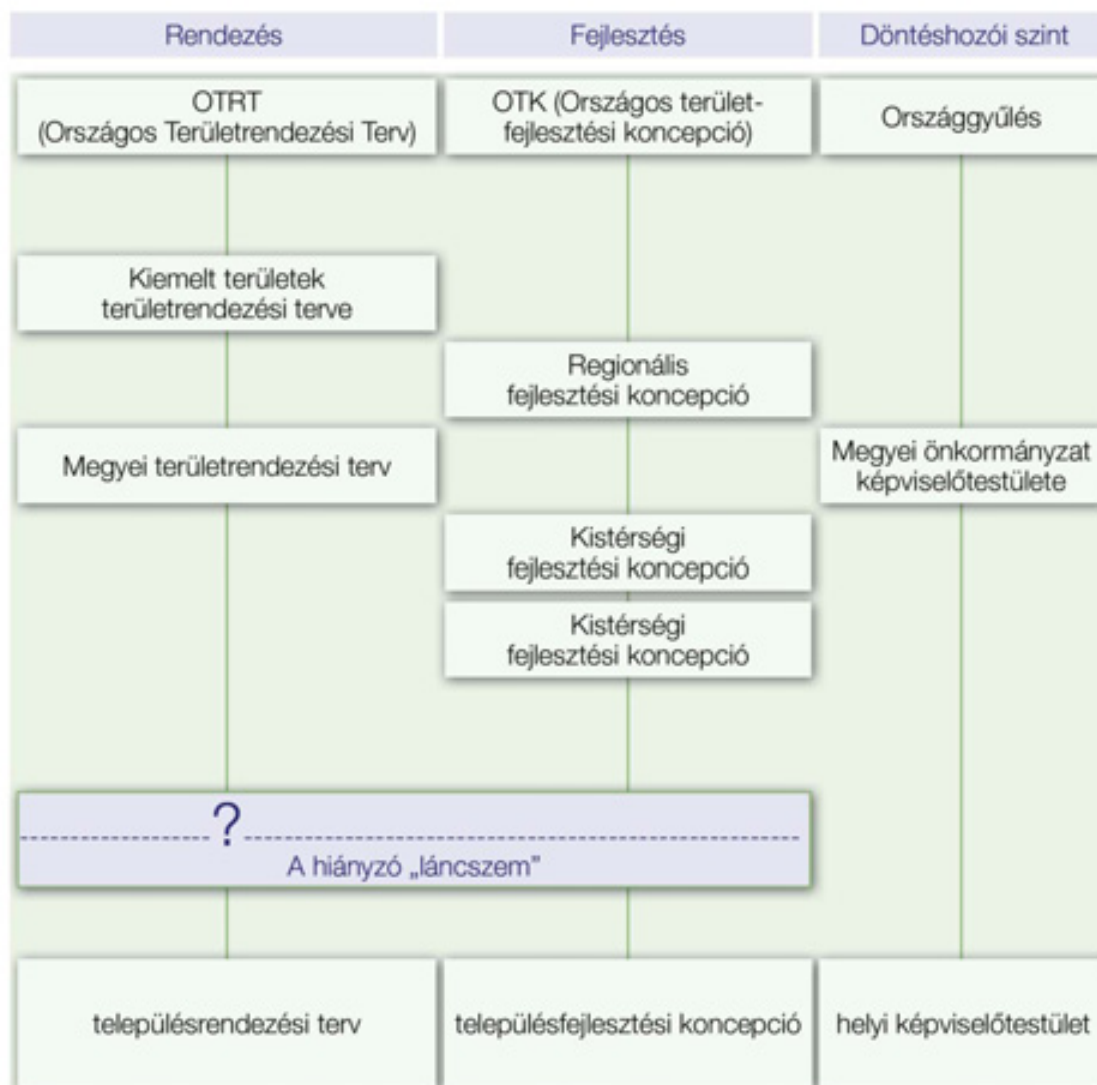 Rendezés
Fejlesztés
Döntéshozói szint
OTRT
(Országos Területrendezési Terv)
OTK (Országos terület-
fejlesztési koncepció)
Országgyűlés
Kiemelt területek
területrendezési terve
Regionális
fejlesztési koncepció
Megyei területrendezési terv
Megyei önkormányzat
képviselőtestülete
Kistérségi
fejlesztési koncepció
Kistérségi
fejlesztési koncepció
?
A hiányzó „láncszem”
településrendezési terv
településfejlesztési koncepció
helyi képviselőtestület